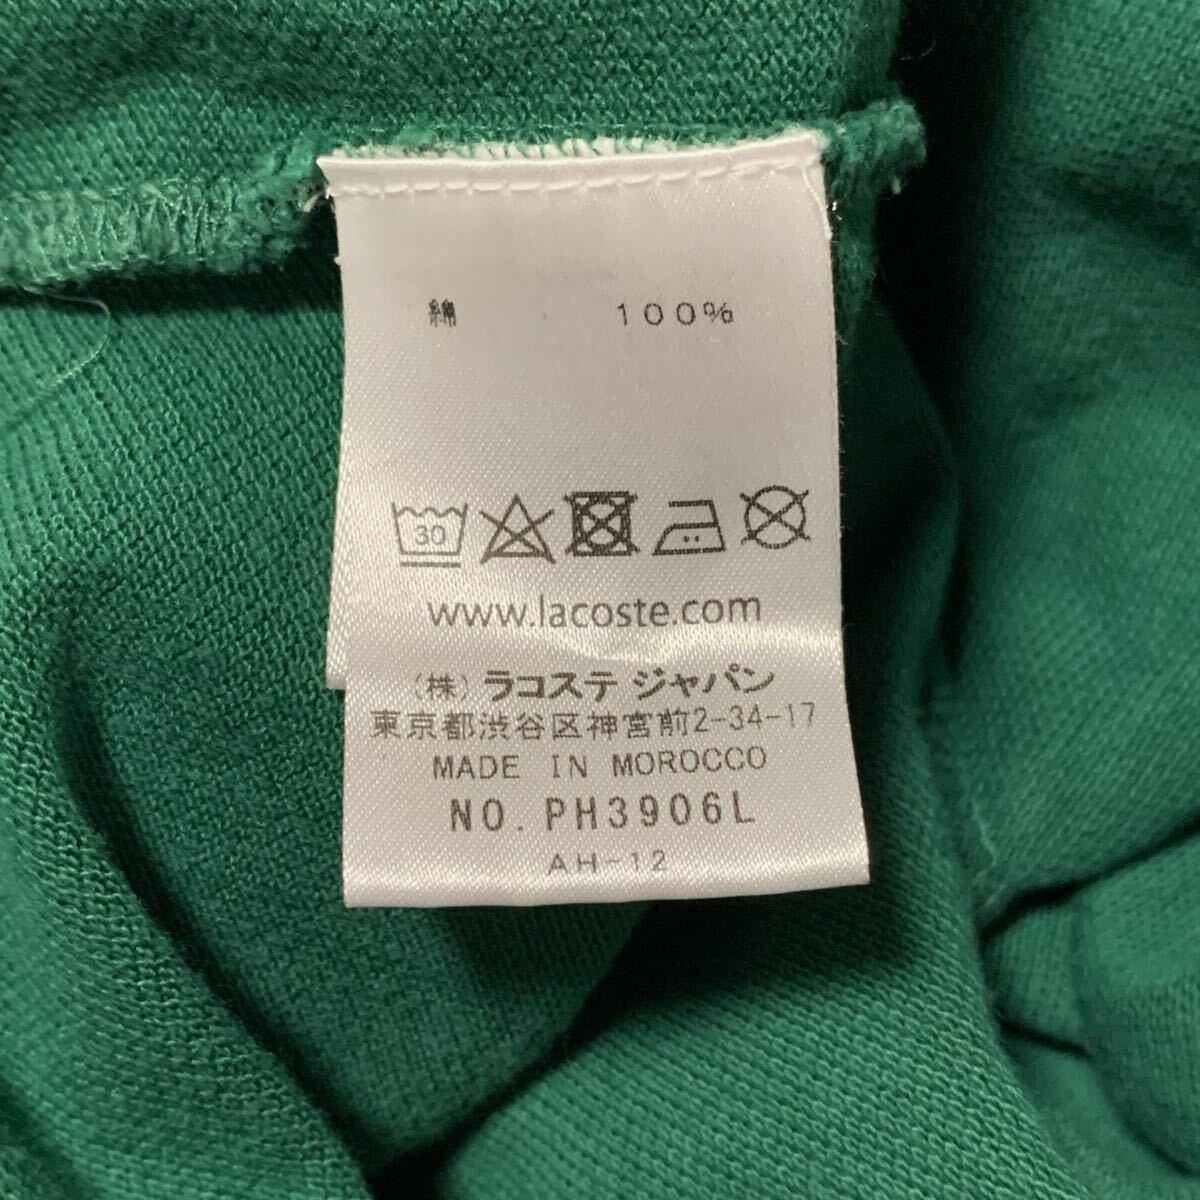 綿 100%
30
www.lacoste.com
(株) ラコステ ジャパン
東京都渋谷区神宮前2-34-17
MADE IN MOROCCO
NO. PH3906L
AH-12